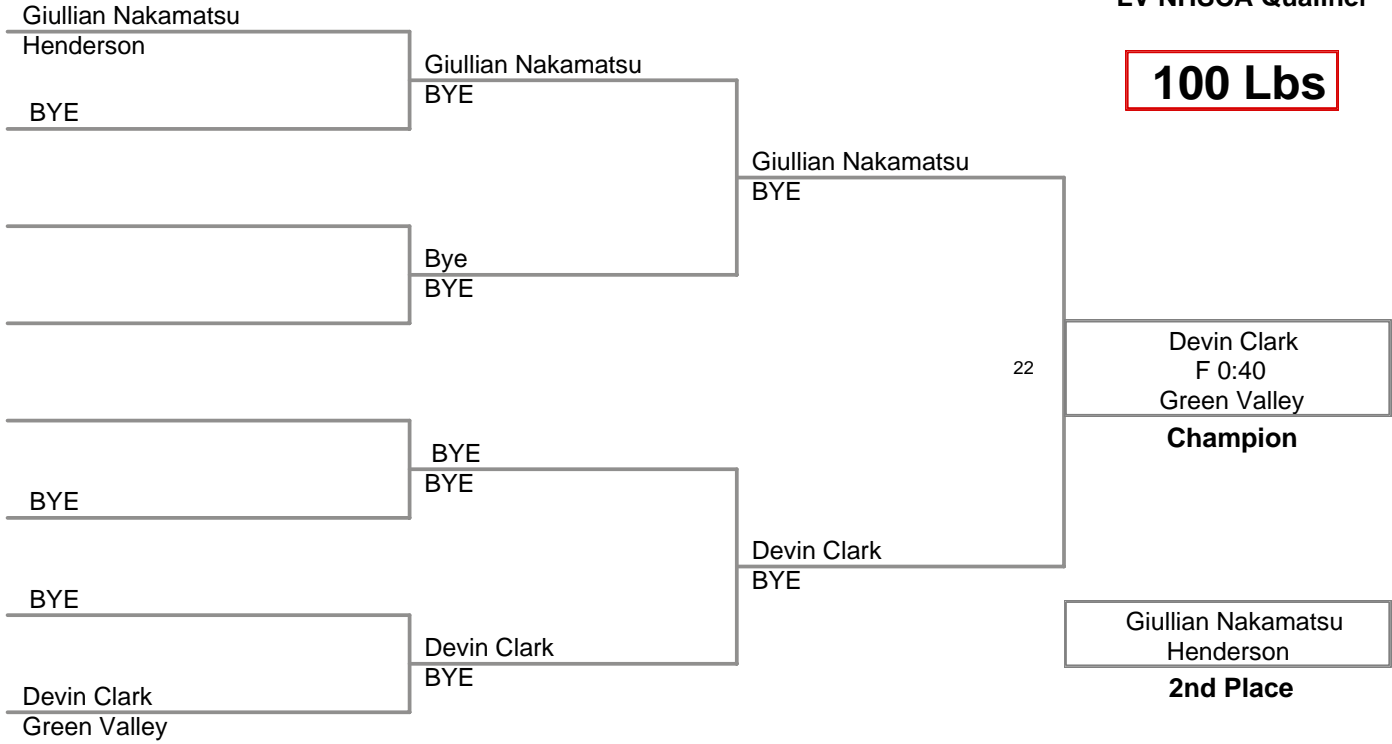 LV NHSCA Qualifier
100 Lbs
Giullian Nakamatsu
Henderson
BYE
BYE
BYE
Devin Clark
Green Valley
Giullian Nakamatsu
BYE
Bye
BYE
BYE
BYE
Devin Clark
BYE
Giullian Nakamatsu
BYE
Devin Clark
BYE
22
Devin Clark
F 0:40
Green Valley
Champion
Giullian Nakamatsu
Henderson
2nd Place